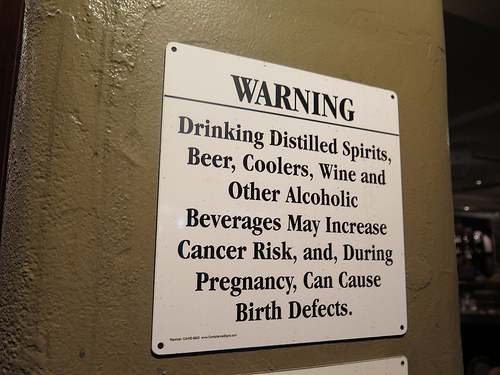 WARNING
Drinking Distilled Spirits,
Beer, Coolers, Wine and
Other Alcoholic
Beverages May Increase
Cancer Risk, and, During
Pregnancy, Can Cause
Birth Defects.